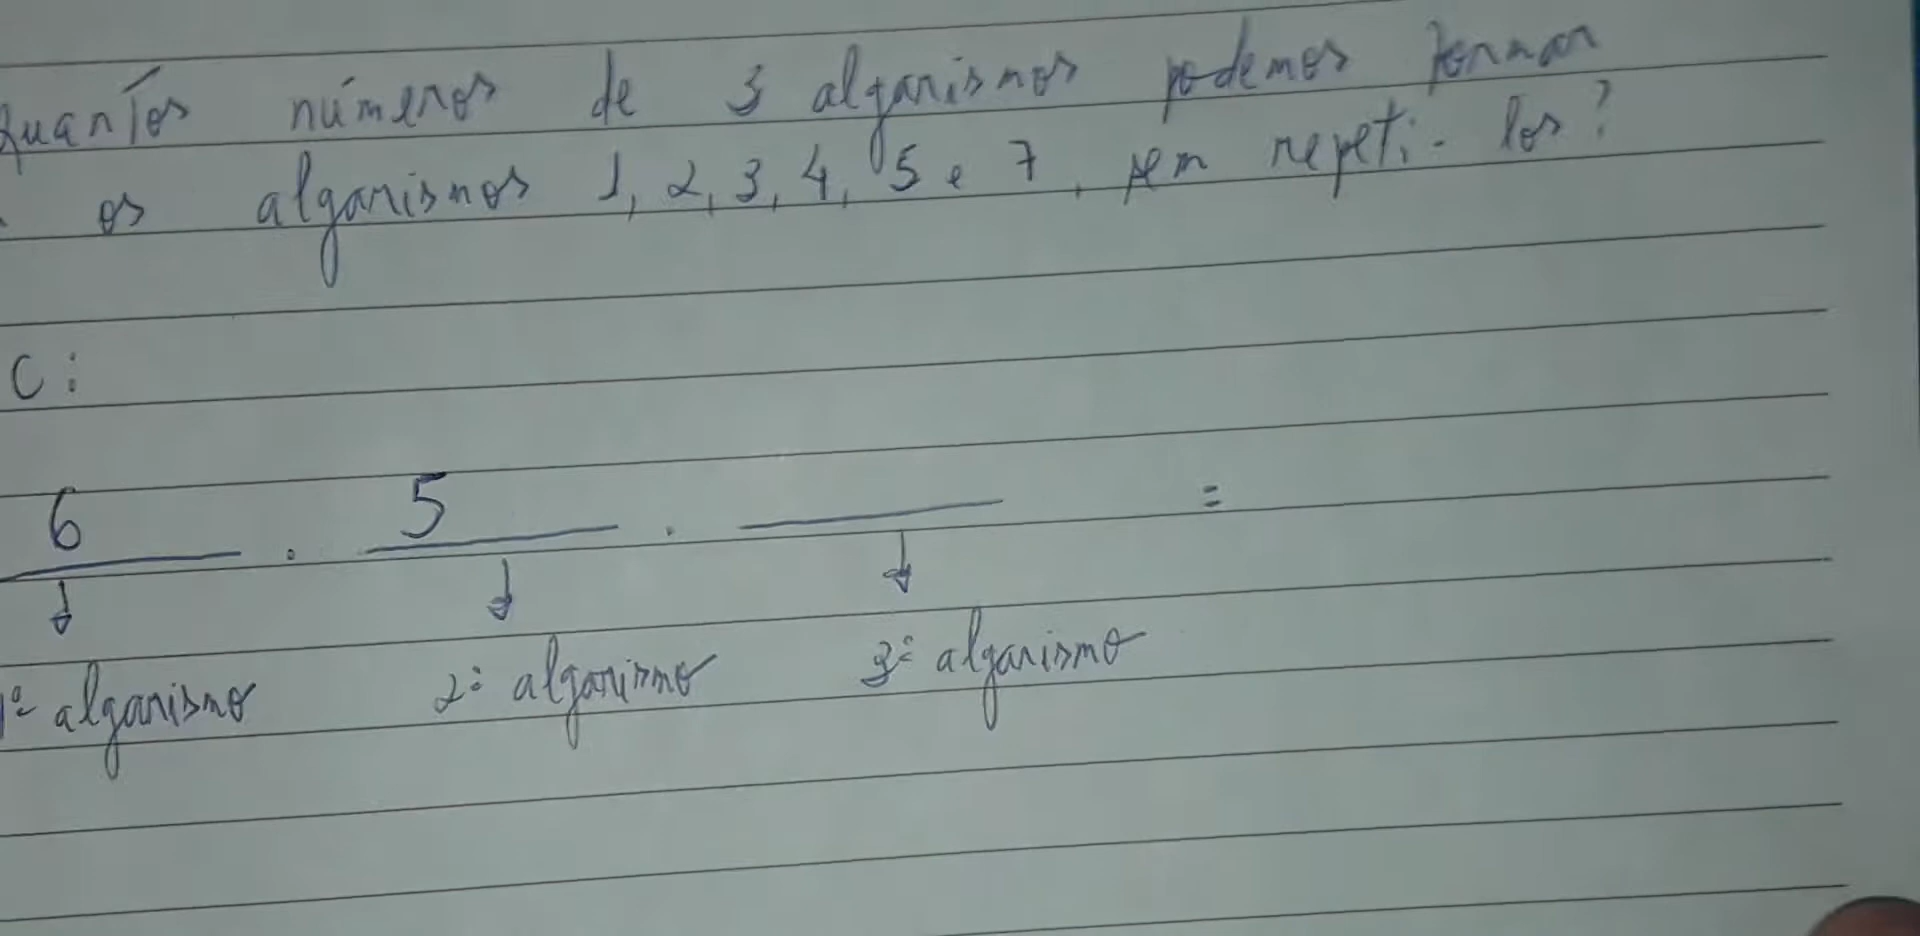 Quantos números de 3 algarismos podemos formar
os algarismos 1, 2, 3, 4, 5 e 7, sem repeti-los?
C:
6 . 5 . =
1º algarismo 2º algarismo 3º algarismo